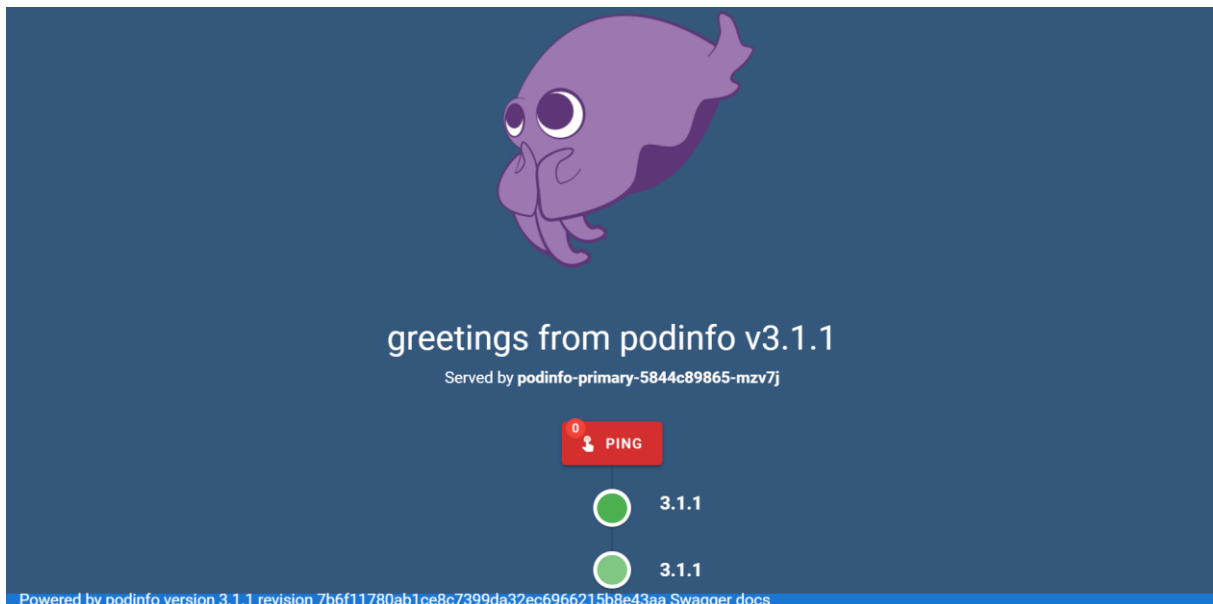 greetings from podinfo v3.1.1
Served by podinfo-primary-5844c89865-mzv7j
0
PING
3.1.1
3.1.1
Powered by podinfo version 3.1.1 revision 7b6f11780ab1ce8c7399da32ec6966215b8e43aa Swagger docs